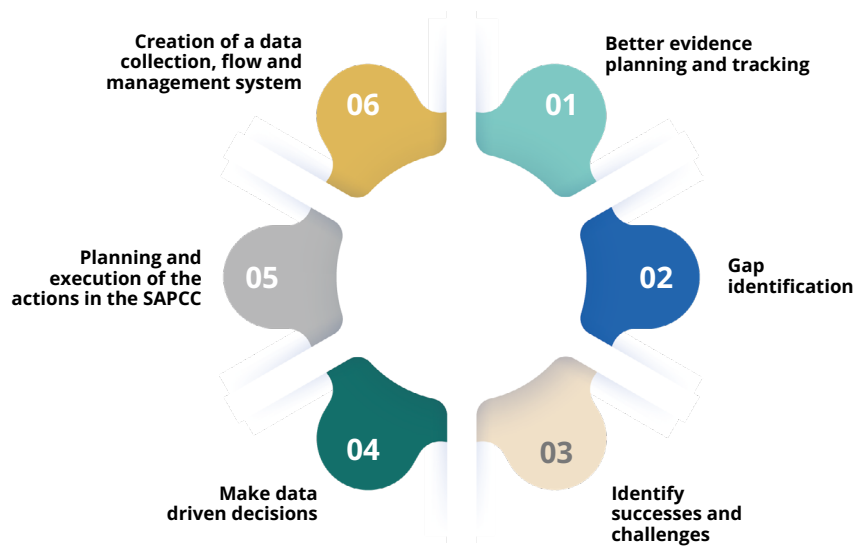 01
Better evidence
planning and tracking
02
Gap
identification
03
Identify
successes and
challenges
04
Make data
driven decisions
05
Planning and
execution of the
actions in the SAPCC
06
Creation of a data
collection, flow and
management system